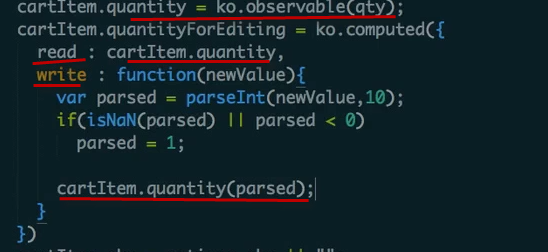 cartItem.quantity = ko.observable(qty);
cartItem.quantityForEditing = ko.computed({
read : cartItem.quantity,
write : function(newValue){
var parsed = parseInt(newValue,10);
if(isNaN(parsed) || parsed < 0)
parsed = 1;
cartItem.quantity(parsed);
}
})